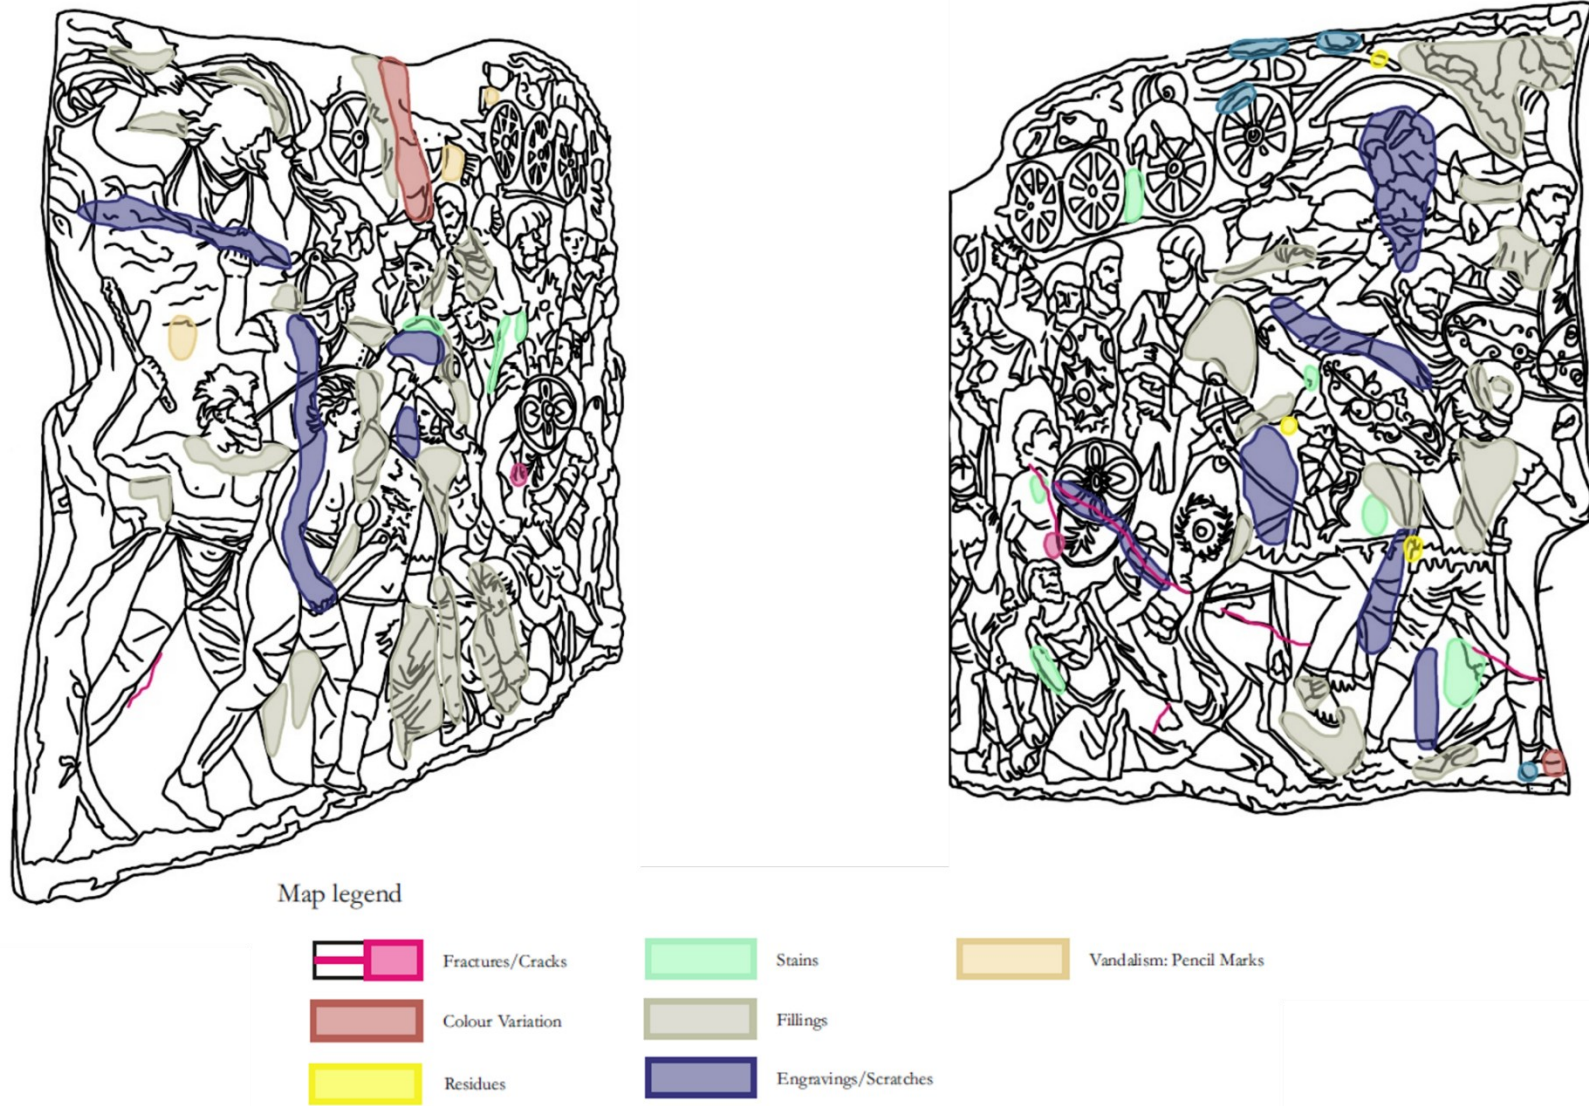 Map legend
Fractures/Cracks
Stains
Vandalism: Pencil Marks
Colour Variation
Fillings
Residues
Engravings/Scratches